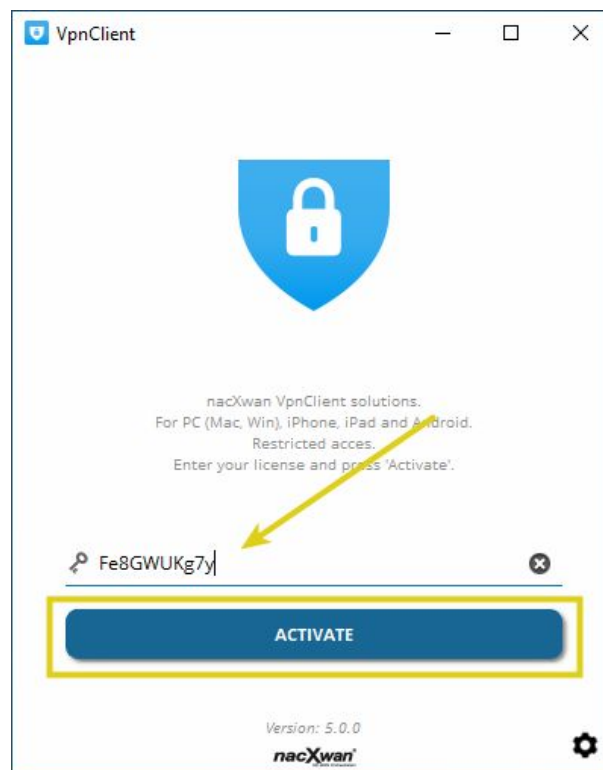 VpnClient
nacXwan VpnClient solutions.
For PC (Mac, Win), iPhone, iPad and Android.
Restricted acces.
Enter your license and press 'Activate'.
Fe8GWUKg7y
ACTIVATE
Version: 5.0.0
nacXwan